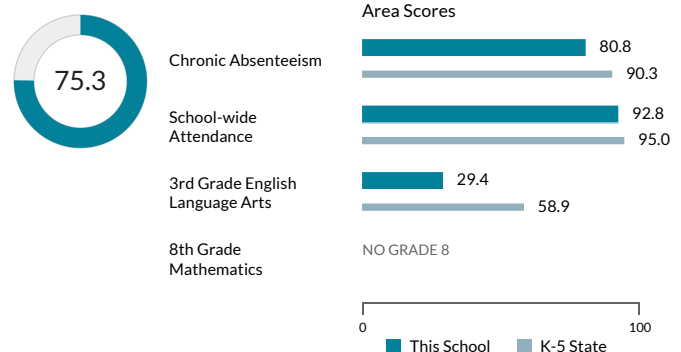 Area Scores
75.3
Chronic Absenteeism
80.8
90.3
School-wide
Attendance
92.8
95.0
3rd Grade English
Language Arts
29.4
58.9
8th Grade
Mathematics
NO GRADE 8
0
100
This School
K-5 State